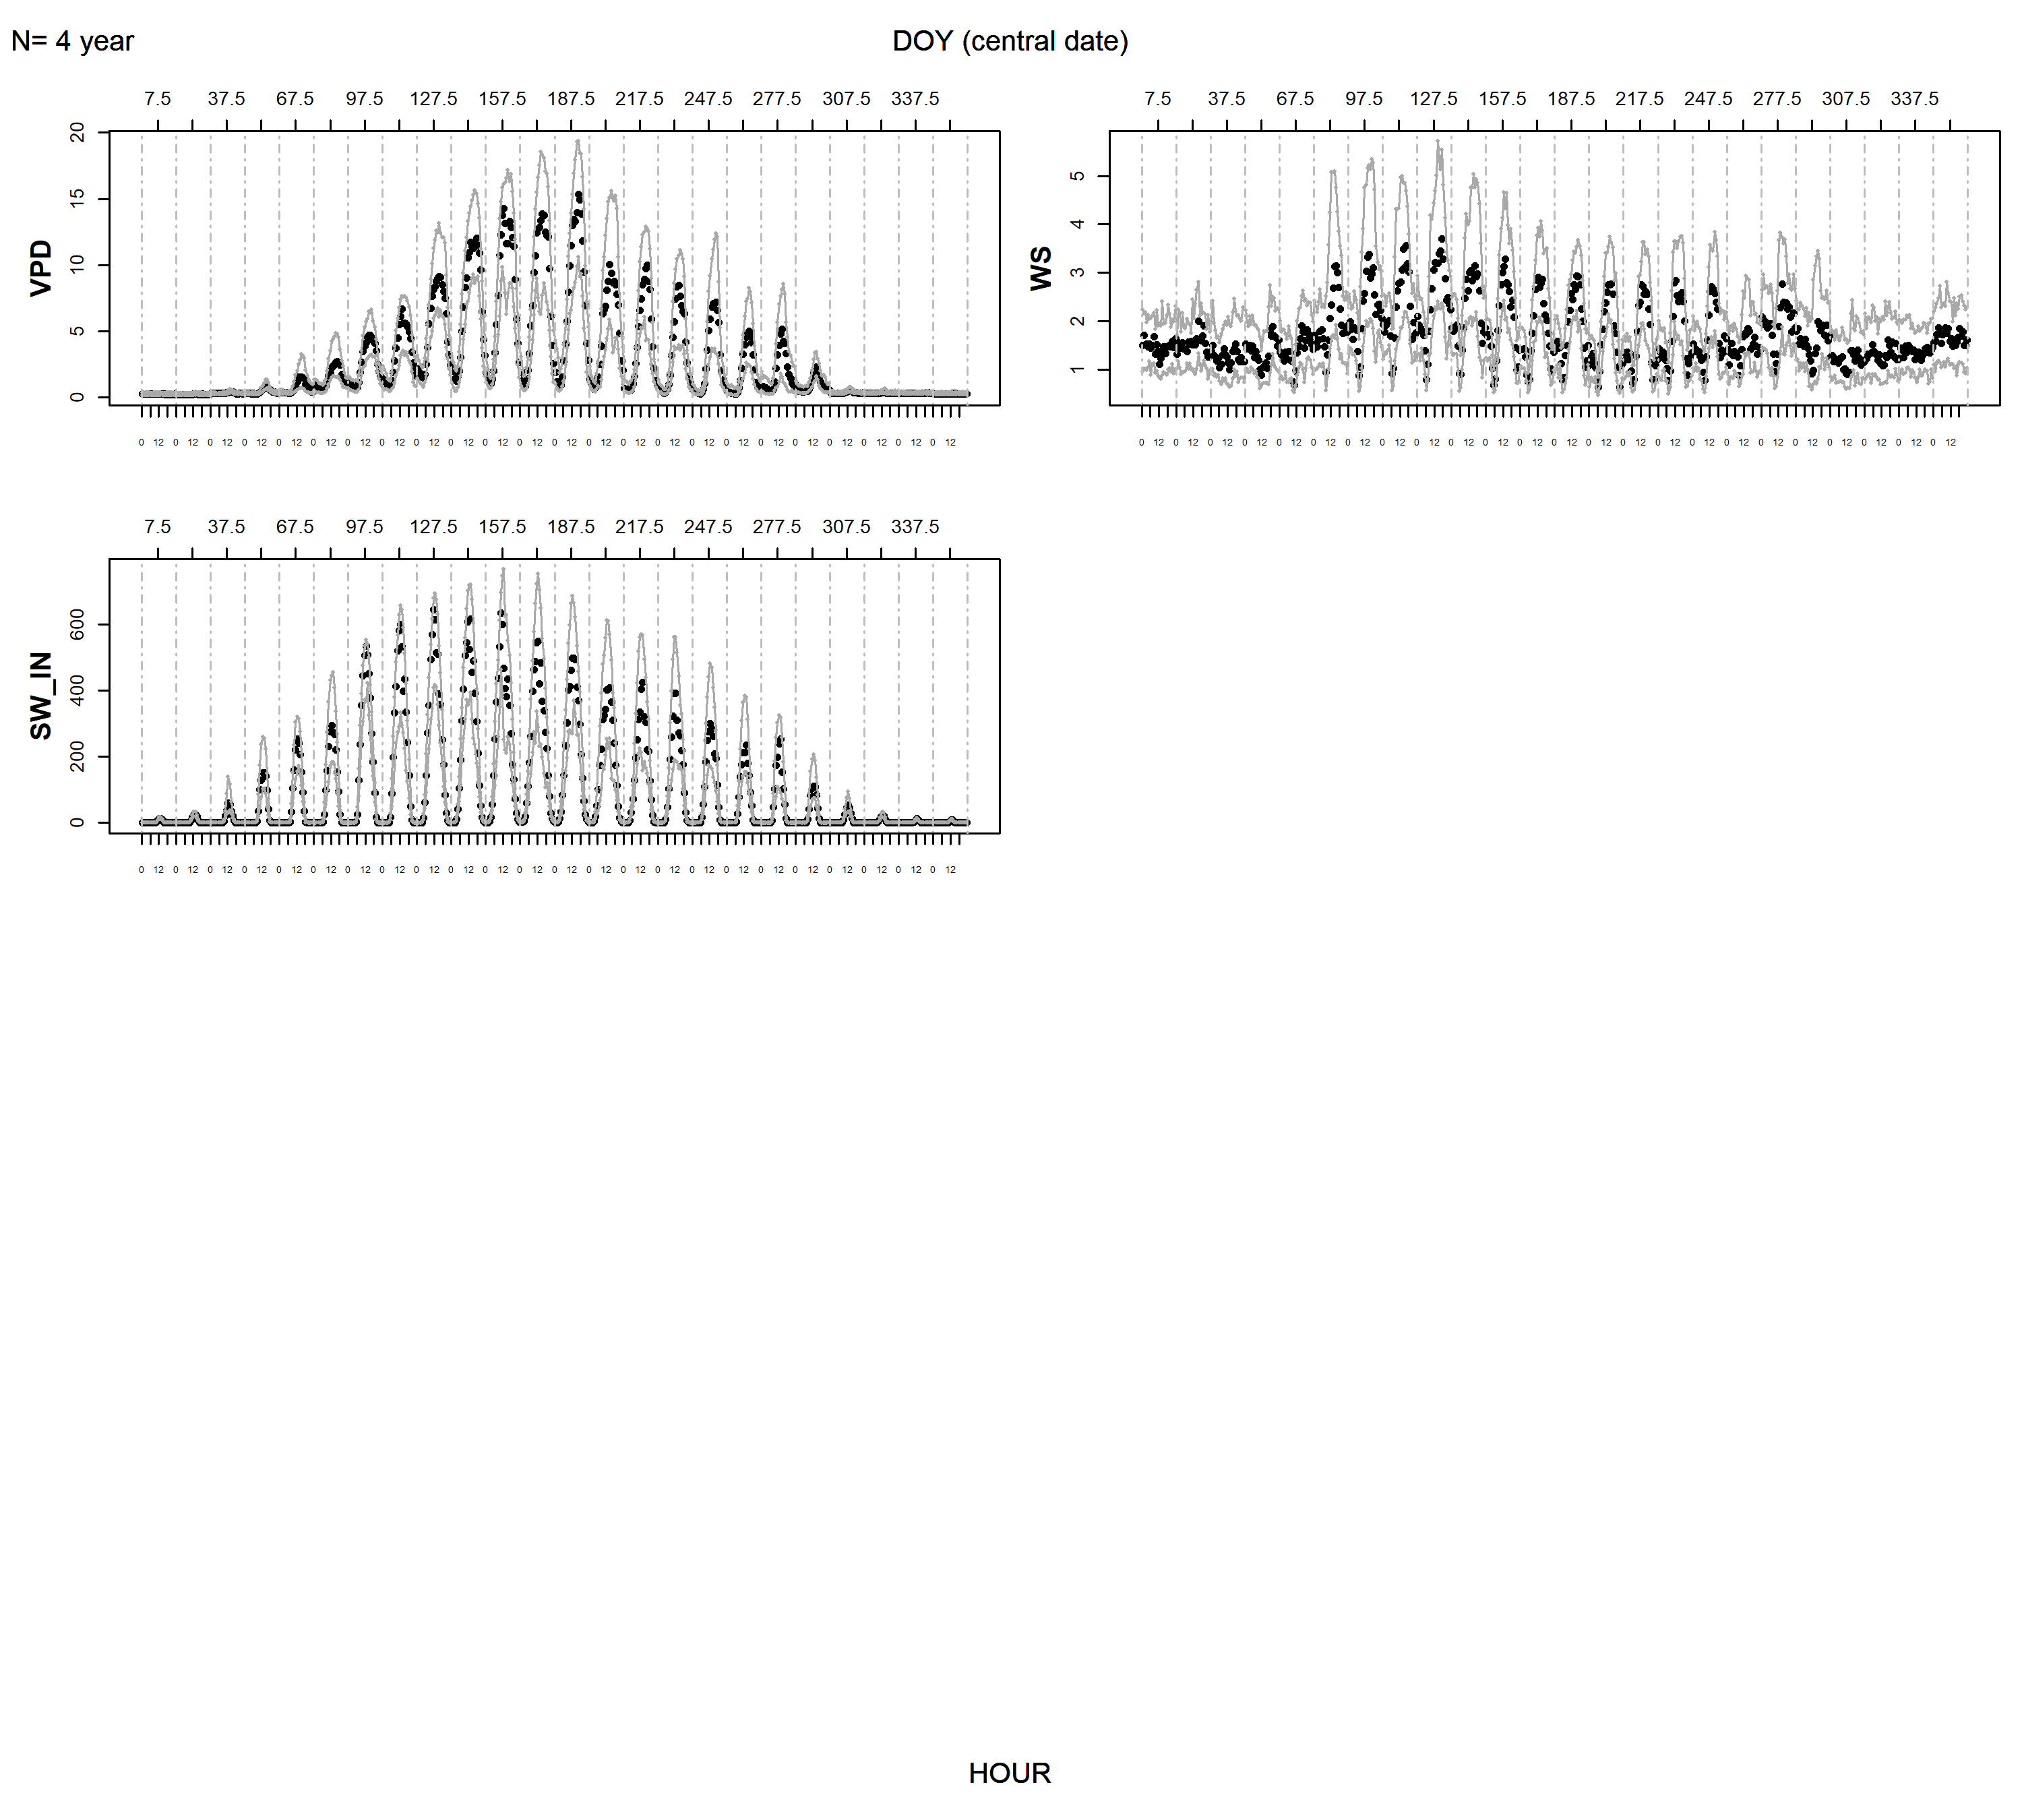 N= 4 year
DOY (central date)
7.5 37.5 67.5 97.5 127.5 157.5 187.5 217.5 247.5 277.5 307.5 337.5
VPD
20
15
10
5
0
0 12 0 12 0 12 0 12 0 12 0 12 0 12 0 12 0 12 0 12 0 12 0 12 0 12 0 12 0 12 0 12 0 12 0 12 0 12 0 12 0 12 0 12 0 12 0 12
7.5 37.5 67.5 97.5 127.5 157.5 187.5 217.5 247.5 277.5 307.5 337.5
WS
5
4
3
2
1
0 12 0 12 0 12 0 12 0 12 0 12 0 12 0 12 0 12 0 12 0 12 0 12 0 12 0 12 0 12 0 12 0 12 0 12 0 12 0 12 0 12 0 12 0 12 0 12
7.5 37.5 67.5 97.5 127.5 157.5 187.5 217.5 247.5 277.5 307.5 337.5
SW_IN
600
400
200
0
0 12 0 12 0 12 0 12 0 12 0 12 0 12 0 12 0 12 0 12 0 12 0 12 0 12 0 12 0 12 0 12 0 12 0 12 0 12 0 12 0 12 0 12 0 12 0 12
HOUR